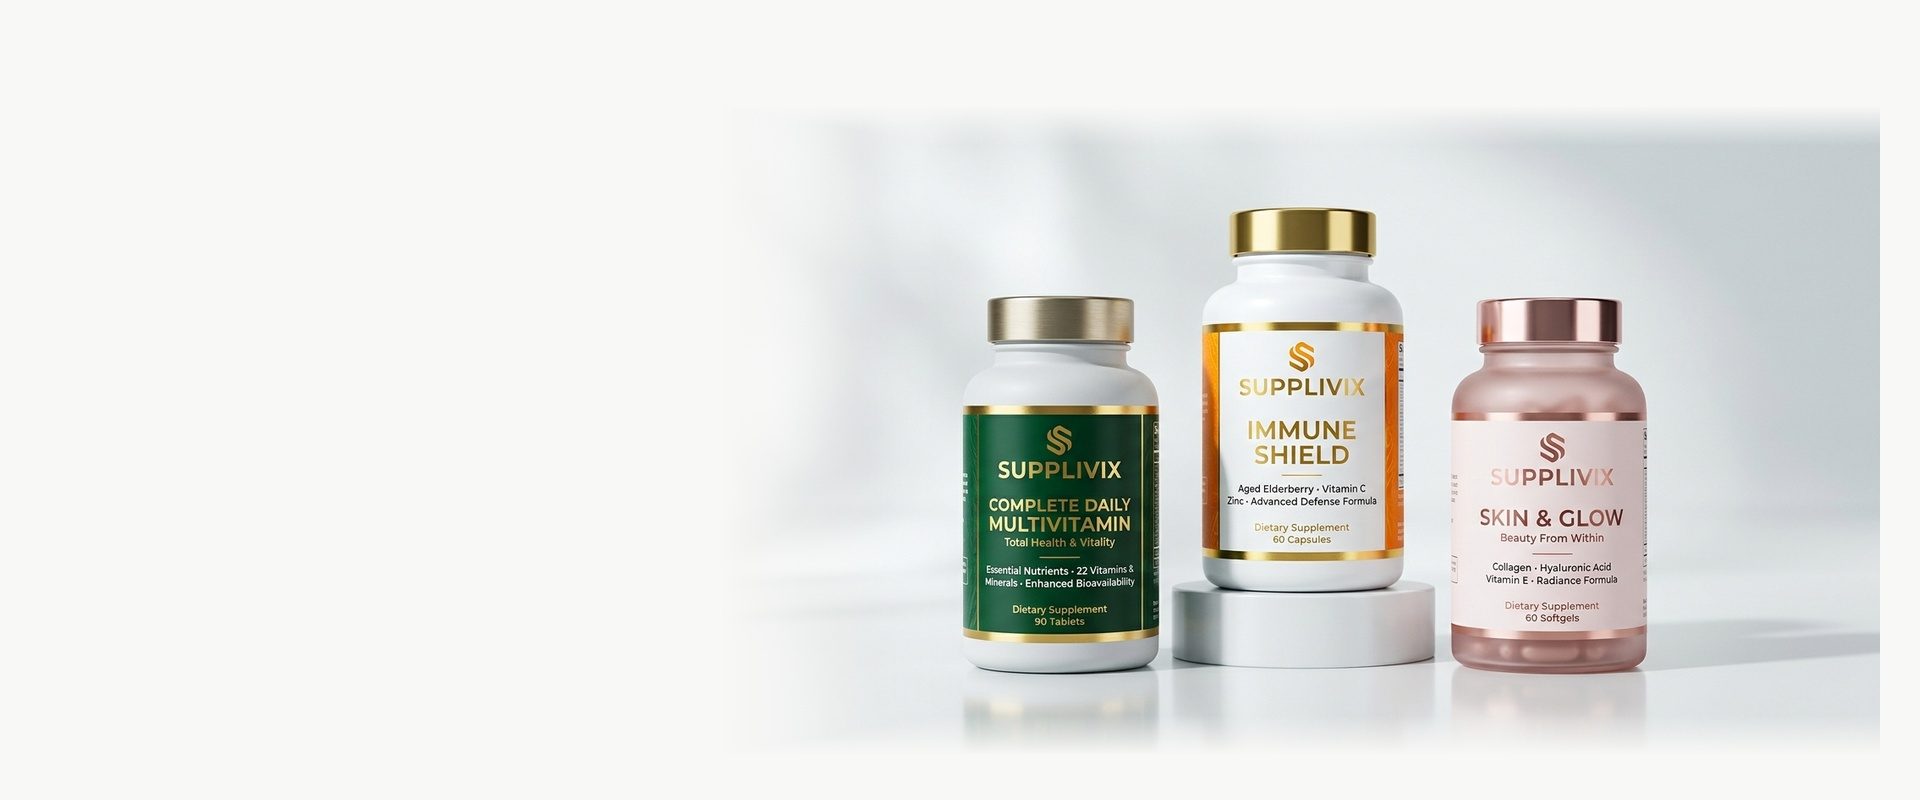 SUPPLIVIX
COMPLETE DAILY
MULTIVITAMIN
Total Health & Vitality
Essential Nutrients • 22 Vitamins &
Minerals • Enhanced Bioavailability
Dietary Supplement
90 Tablets
SUPPLIVIX
IMMUNE
SHIELD
Aged Elderberry • Vitamin C
Zinc • Advanced Defense Formula
Dietary Supplement
60 Capsules
SUPPLIVIX
SKIN & GLOW
Beauty From Within
Collagen • Hyaluronic Acid
Vitamin E • Radiance Formula
Dietary Supplement
60 Softgels